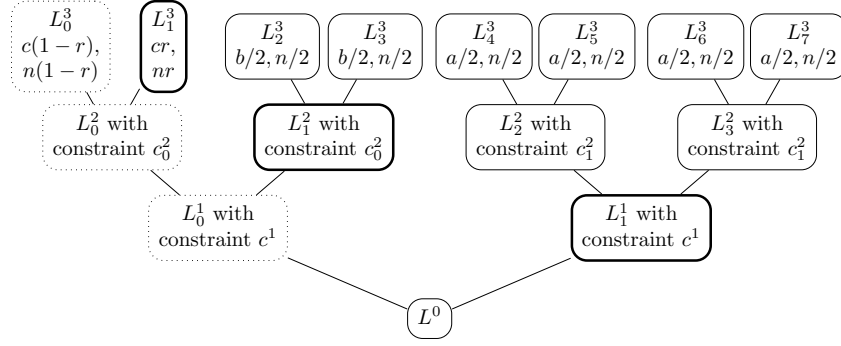 L_0^3
c(1 − r),
n(1 − r)
L_1^3
cr,
nr
L_2^3
b/2, n/2
L_3^3
b/2, n/2
L_4^3
a/2, n/2
L_5^3
a/2, n/2
L_6^3
a/2, n/2
L_7^3
a/2, n/2
L_0^2 with
constraint c_0^2
L_1^2 with
constraint c_0^2
L_2^2 with
constraint c_1^2
L_3^2 with
constraint c_1^2
L_0^1 with
constraint c^1
L_1^1 with
constraint c^1
L^0